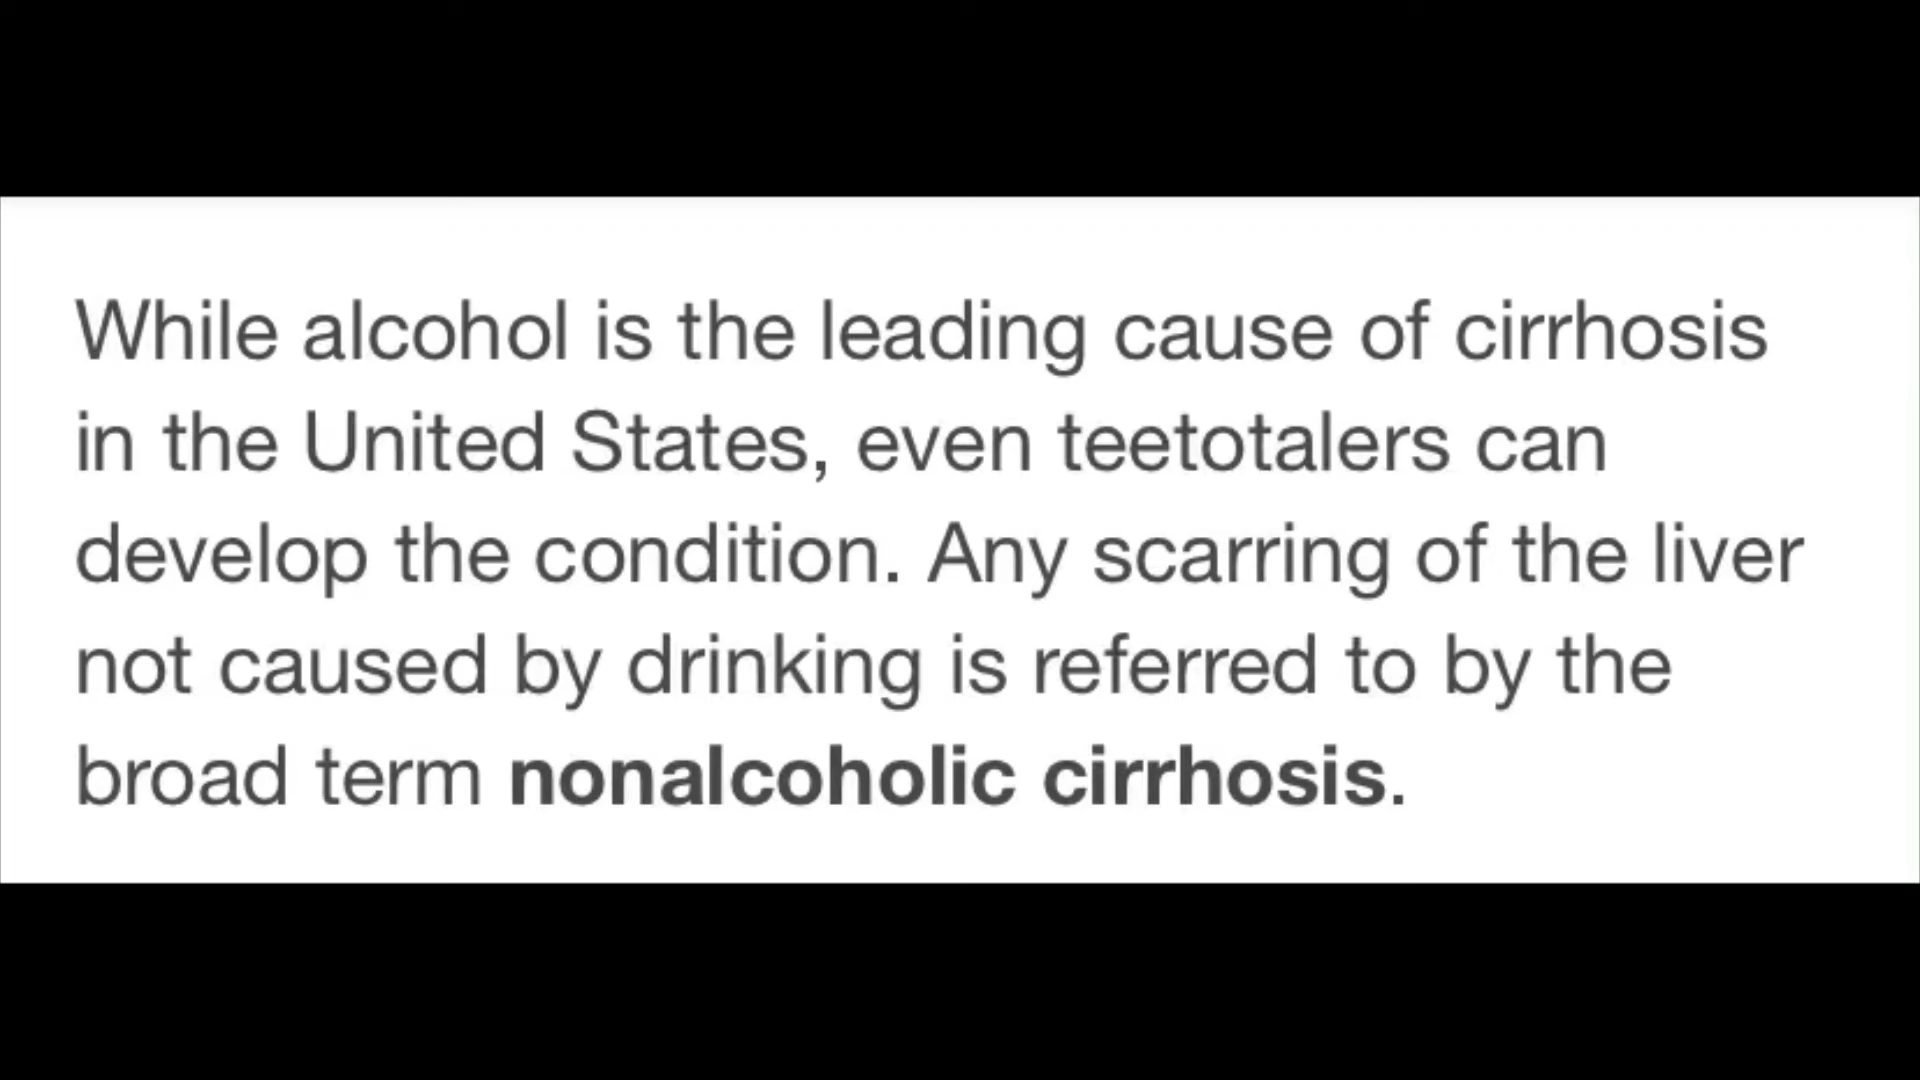 While alcohol is the leading cause of cirrhosis
in the United States, even teetotalers can
develop the condition. Any scarring of the liver
not caused by drinking is referred to by the
broad term nonalcoholic cirrhosis.